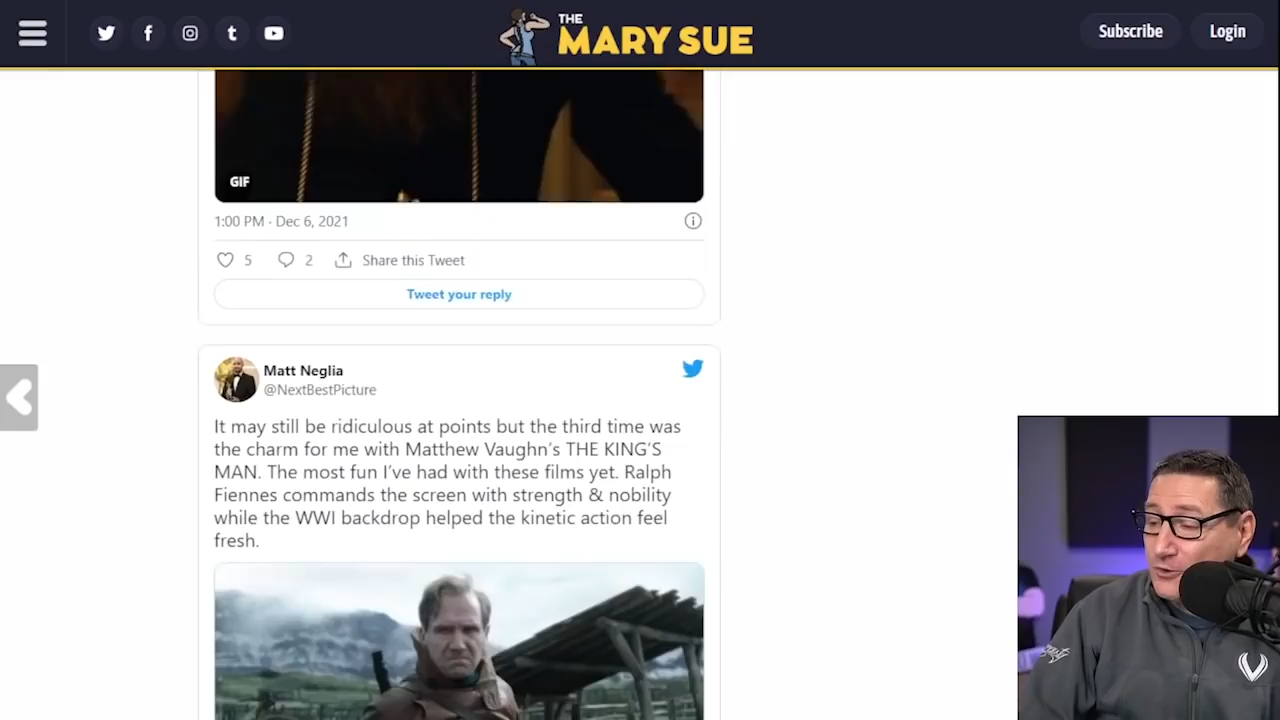 THE
MARY SUE
Subscribe
Login
GIF
1:00 PM · Dec 6, 2021
5
2
Share this Tweet
Tweet your reply
Matt Neglia
@NextBestPicture
It may still be ridiculous at points but the third time was
the charm for me with Matthew Vaughn's THE KING'S
MAN. The most fun I've had with these films yet. Ralph
Fiennes commands the screen with strength & nobility
while the WWI backdrop helped the kinetic action feel
fresh.